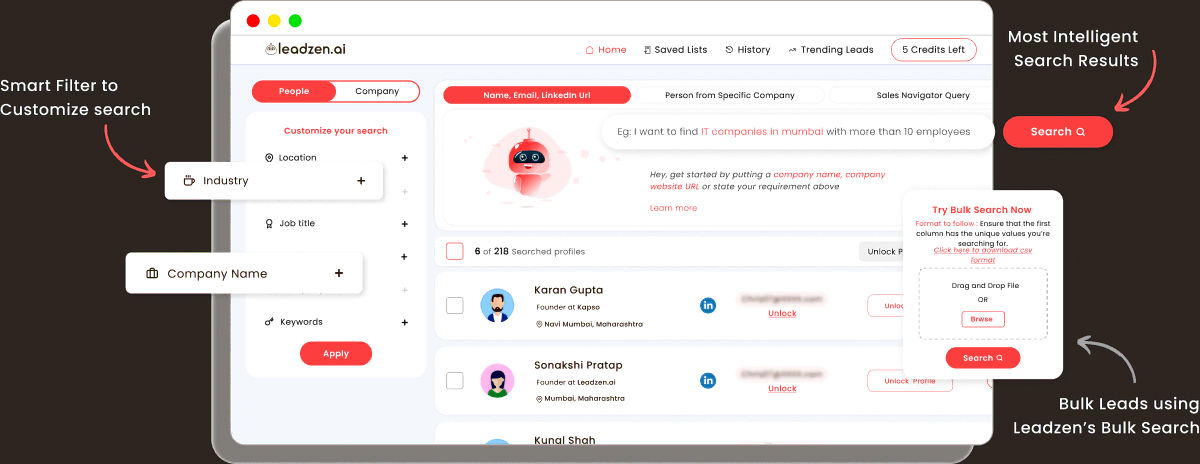 leadzen.ai
Home
Saved Lists
History
Trending Leads
5 Credits Left
Most Intelligent
Search Results
Smart Filter to
Customize search
People
Company
Customize your search
Location
Industry
Job title
Company Name
Keywords
Apply
Name, Email, LinkedIn Url
Person from Specific Company
Sales Navigator Query
Eg: I want to find IT companies in mumbai with more than 10 employees
Search
Hey, get started by putting a company name, company
website URL or state your requirement above
Learn more
6 of 218 Searched profiles
Unlock P
Karan Gupta
Founder at Kapso
Navi Mumbai, Maharashtra
in
Unlock
Unloc
Sonakshi Pratap
Founder at Leadzen.ai
Mumbai, Maharashtra
in
Unlock
Unlock Profile
Kunal Shah
Try Bulk Search Now
Format to follow : Ensure that the first
column has the unique values you're
searching for.
Click here to download csv
format
Drag and Drop File
OR
Brwse
Search
Bulk Leads using
Leadzen's Bulk Search